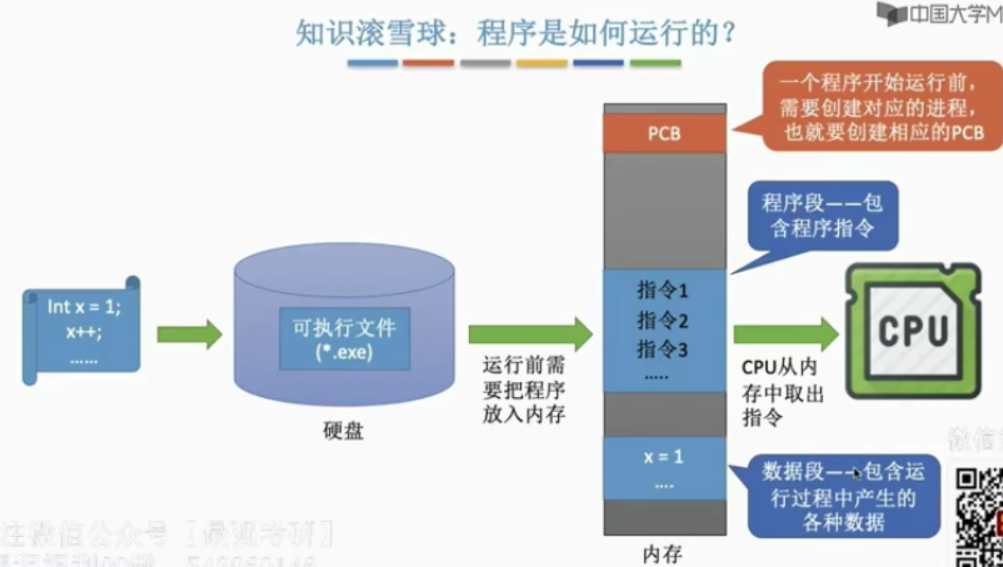 中国大学M
知识滚雪球：程序是如何运行的？
一个程序开始运行前，
需要创建对应的进程，
也就要创建相应的PCB
PCB
程序段——包
含程序指令
Int x = 1;
x++;
……
可执行文件
(*.exe)
硬盘
运行前需
要把程序
放入内存
指令1
指令2
指令3
…..
CPU从内
存中取出
指令
CPU
x = 1
….
数据段——包含运
行过程中产生的
各种数据
内存
微信
注微信公众号